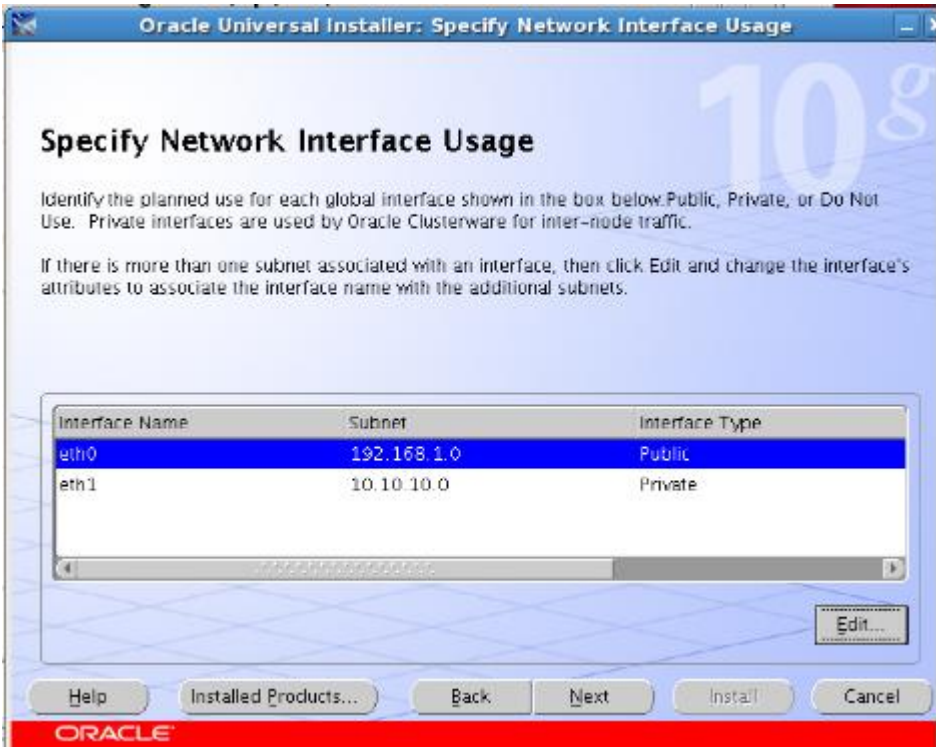 Oracle Universal Installer: Specify Network Interface Usage
10g
Specify Network Interface Usage
Identify the planned use for each global interface shown in the box below.Public, Private, or Do Not
Use. Private interfaces are used by Oracle Clusterware for inter-node traffic.
If there is more than one subnet associated with an interface, then click Edit and change the interface's
attributes to associate the interface name with the additional subnets.
Interface Name Subnet Interface Type
eth0 192.168.1.0 Public
eth1 10.10.10.0 Private
Edit...
Help Installed Products... Back Next Install Cancel
ORACLE